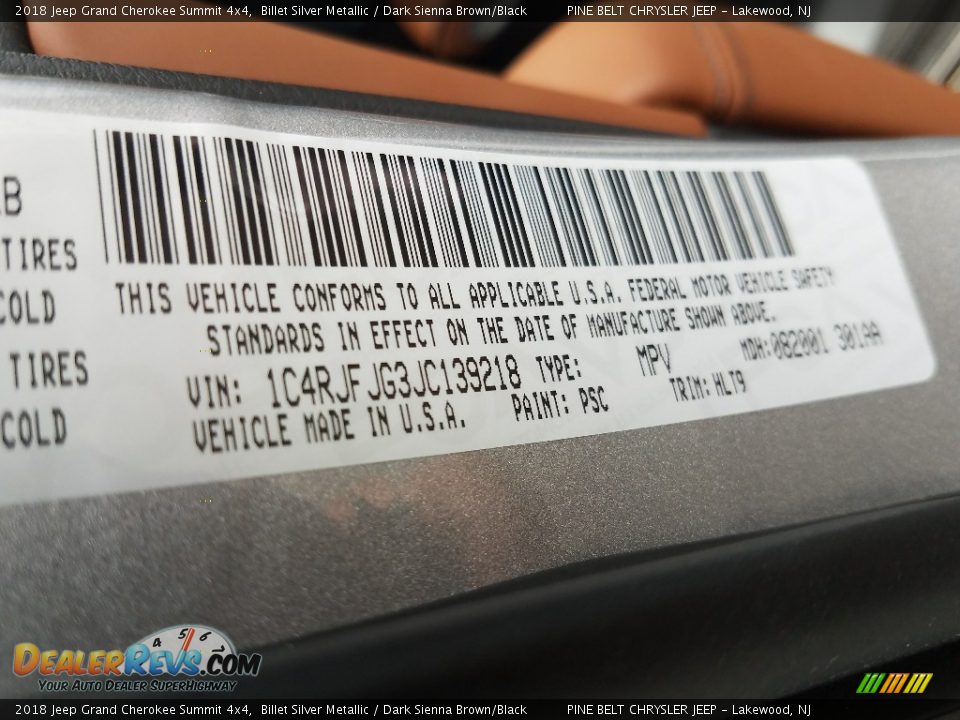 2018 Jeep Grand Cherokee Summit 4x4, Billet Silver Metallic / Dark Sienna Brown/Black PINE BELT CHRYSLER JEEP - Lakewood, NJ
TIRES
COLD
TIRES
COLD
THIS VEHICLE CONFORMS TO ALL APPLICABLE U.S.A. FEDERAL MOTOR VEHICLE SAFETY
STANDARDS IN EFFECT ON THE DATE OF MANUFACTURE SHOWN ABOVE.
VIN: 1C4RJFJG3JC139218 TYPE: MPV MDH:082801 301AA
VEHICLE MADE IN U.S.A. PAINT: PSC TRIM:HLT9
4 5 6
DEALERREVS.COM
YOUR AUTO DEALER SUPERHIGHWAY
2018 Jeep Grand Cherokee Summit 4x4, Billet Silver Metallic / Dark Sienna Brown/Black PINE BELT CHRYSLER JEEP - Lakewood, NJ